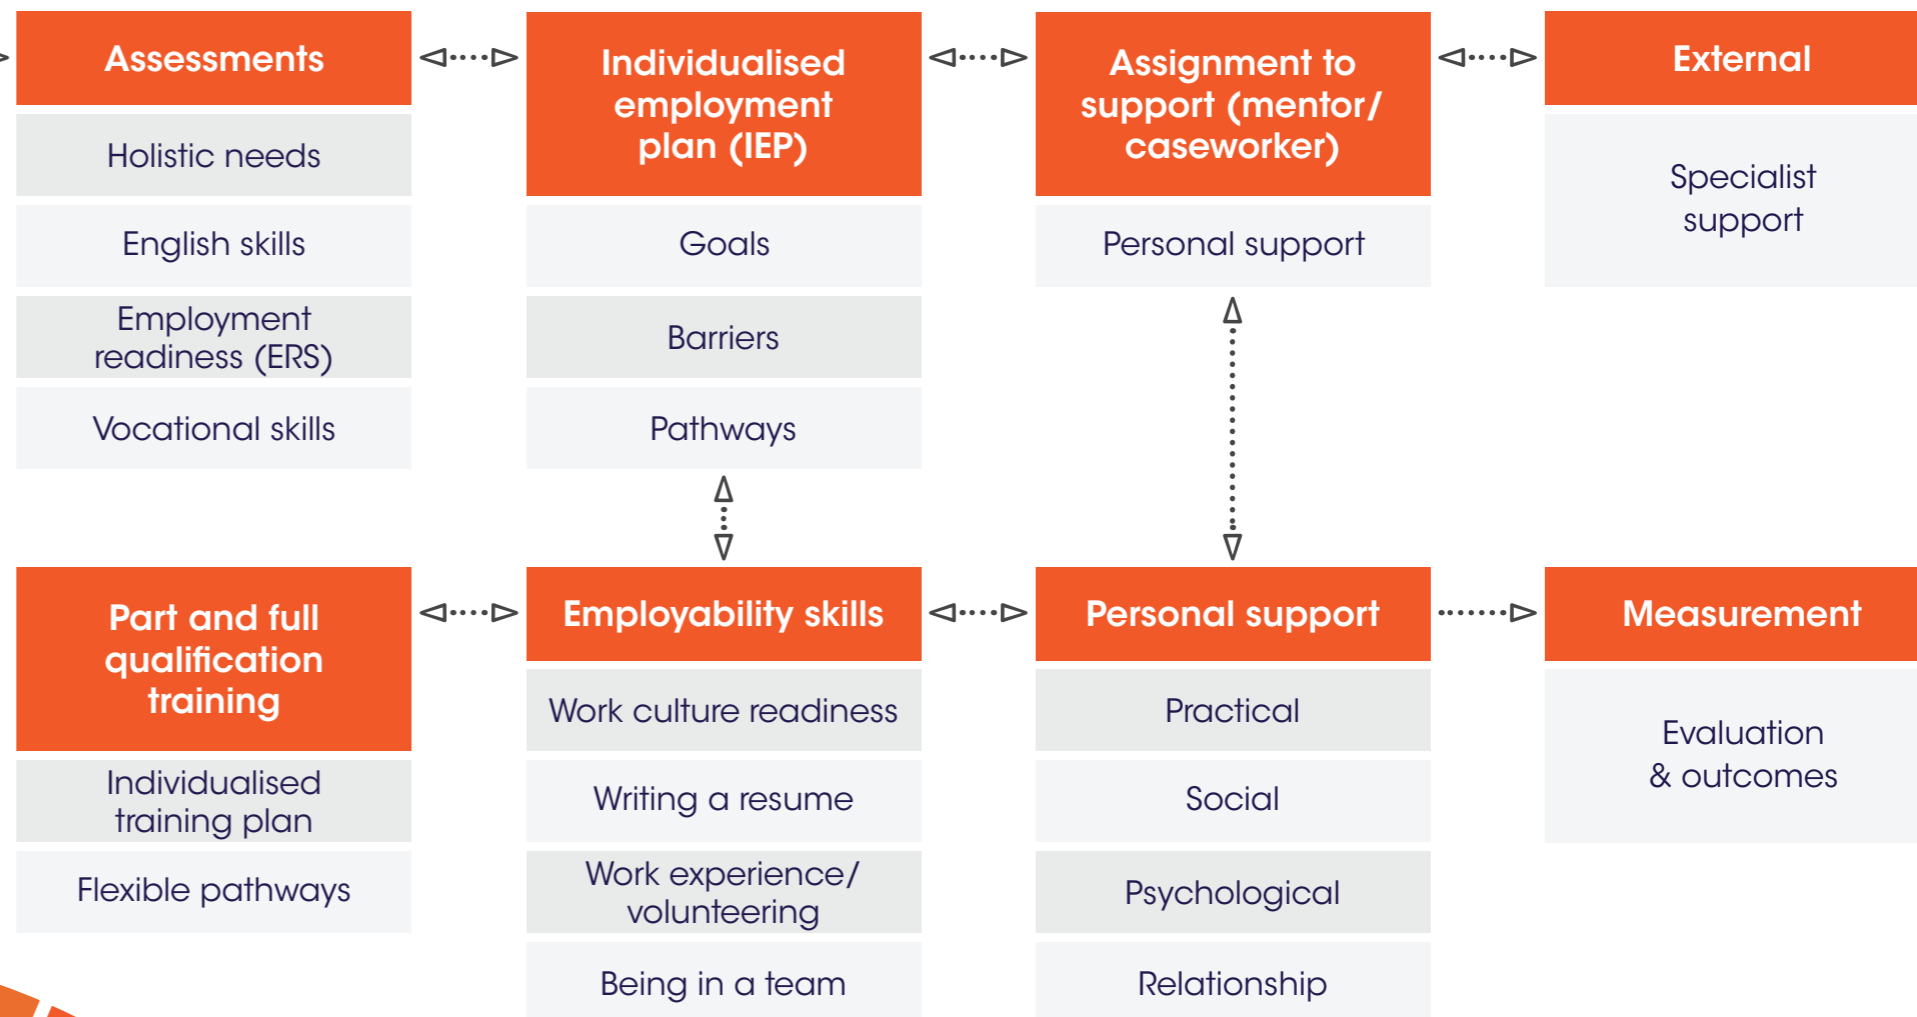 Assessments
Holistic needs
English skills
Employment
readiness (ERS)
Vocational skills
Individualised
employment
plan (IEP)
Goals
Barriers
Pathways
Assignment to
support (mentor/
caseworker)
Personal support
External
Specialist
support
Part and full
qualification
training
Individualised
training plan
Flexible pathways
Employability skills
Work culture readiness
Writing a resume
Work experience/
volunteering
Being in a team
Personal support
Practical
Social
Psychological
Relationship
Measurement
Evaluation
& outcomes